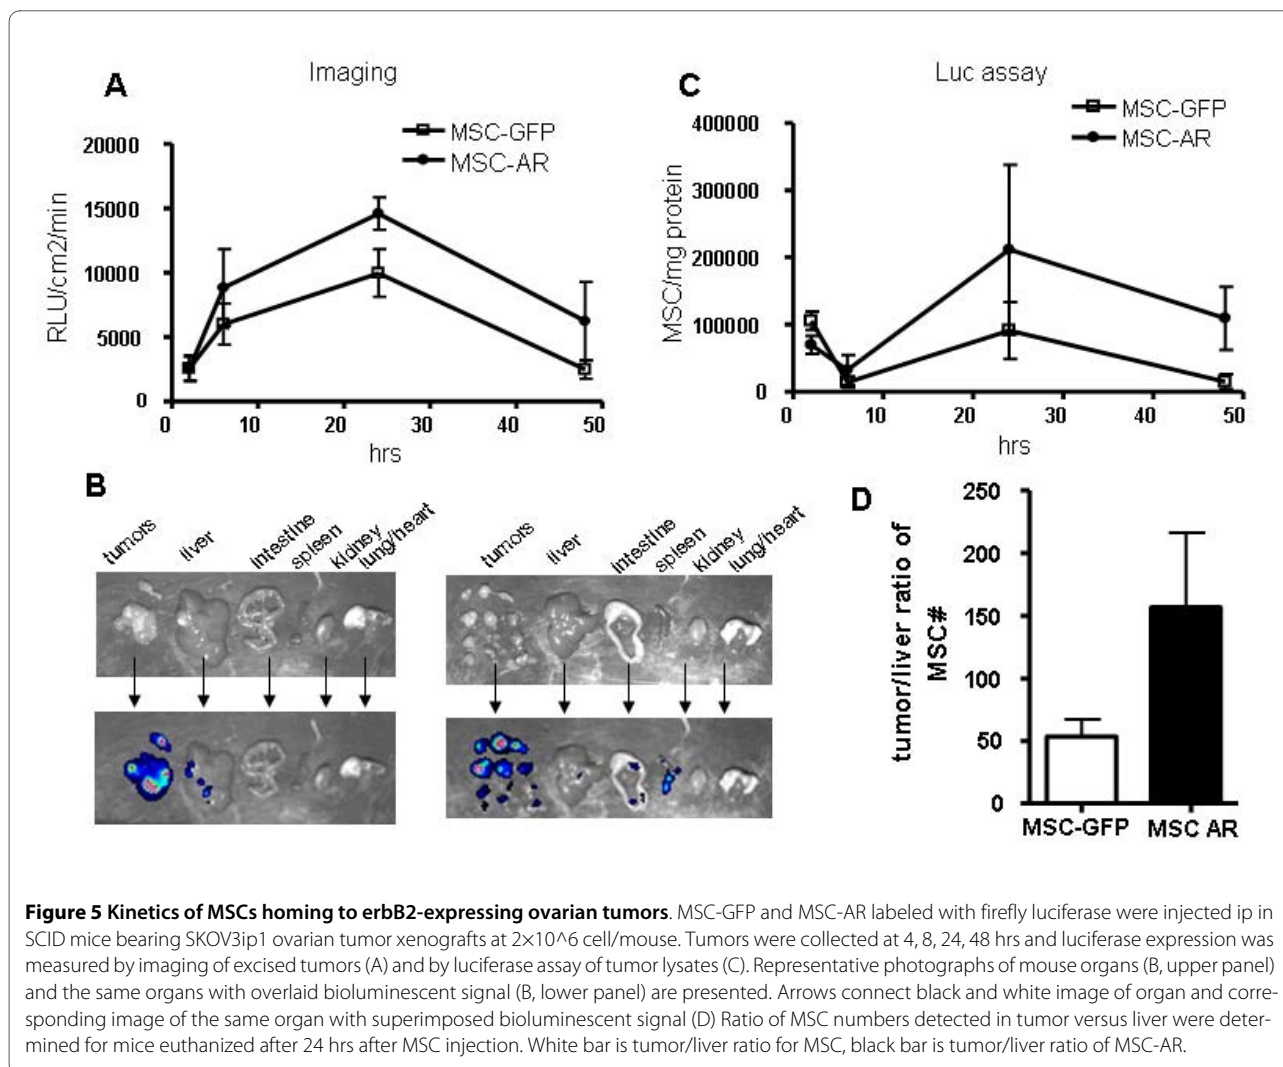 A
Imaging
MSC-GFP
MSC-AR
20000
15000
10000
5000
0
RLU/cm2/min
0 10 20 30 40 50
hrs
C
Luc assay
MSC-GFP
MSC-AR
400000
300000
200000
100000
0
MSC/mg protein
0 10 20 30 40 50
hrs
B
tumors liver intestine spleen kidney lung/heart
tumors liver intestine spleen kidney lung/heart
D
250
200
150
100
50
0
tumor/liver ratio of
MSC#
MSC-GFP MSC AR
Figure 5 Kinetics of MSCs homing to erbB2-expressing ovarian tumors. MSC-GFP and MSC-AR labeled with firefly luciferase were injected ip in
SCID mice bearing SKOV3ip1 ovarian tumor xenografts at 2×10^6 cell/mouse. Tumors were collected at 4, 8, 24, 48 hrs and luciferase expression was
measured by imaging of excised tumors (A) and by luciferase assay of tumor lysates (C). Representative photographs of mouse organs (B, upper panel)
and the same organs with overlaid bioluminescent signal (B, lower panel) are presented. Arrows connect black and white image of organ and corre-
sponding image of the same organ with superimposed bioluminescent signal (D) Ratio of MSC numbers detected in tumor versus liver were deter-
mined for mice euthanized after 24 hrs after MSC injection. White bar is tumor/liver ratio for MSC, black bar is tumor/liver ratio of MSC-AR.